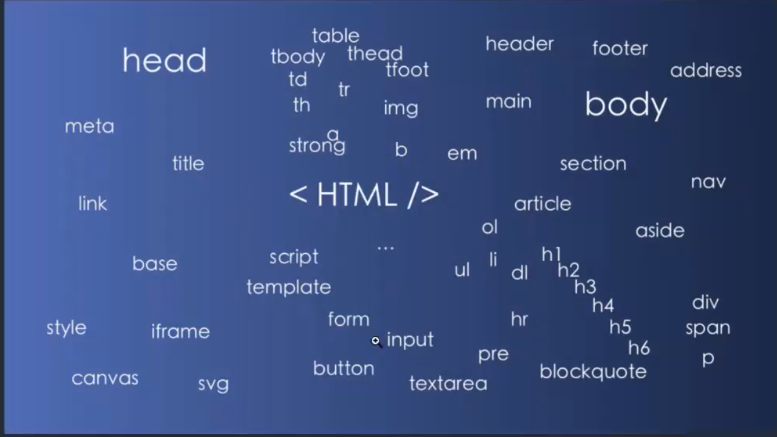 table
head
tbody
thead
header
footer
td
tfoot
address
tr
th
img
main
body
meta
a
strong
b
em
title
section
nav
< HTML />
link
article
ol
aside
...
script
base
ul
li
dl
h1
h2
template
h3
h4
div
form
hr
style
iframe
input
h5
span
h6
pre
p
button
blockquote
canvas
svg
textarea